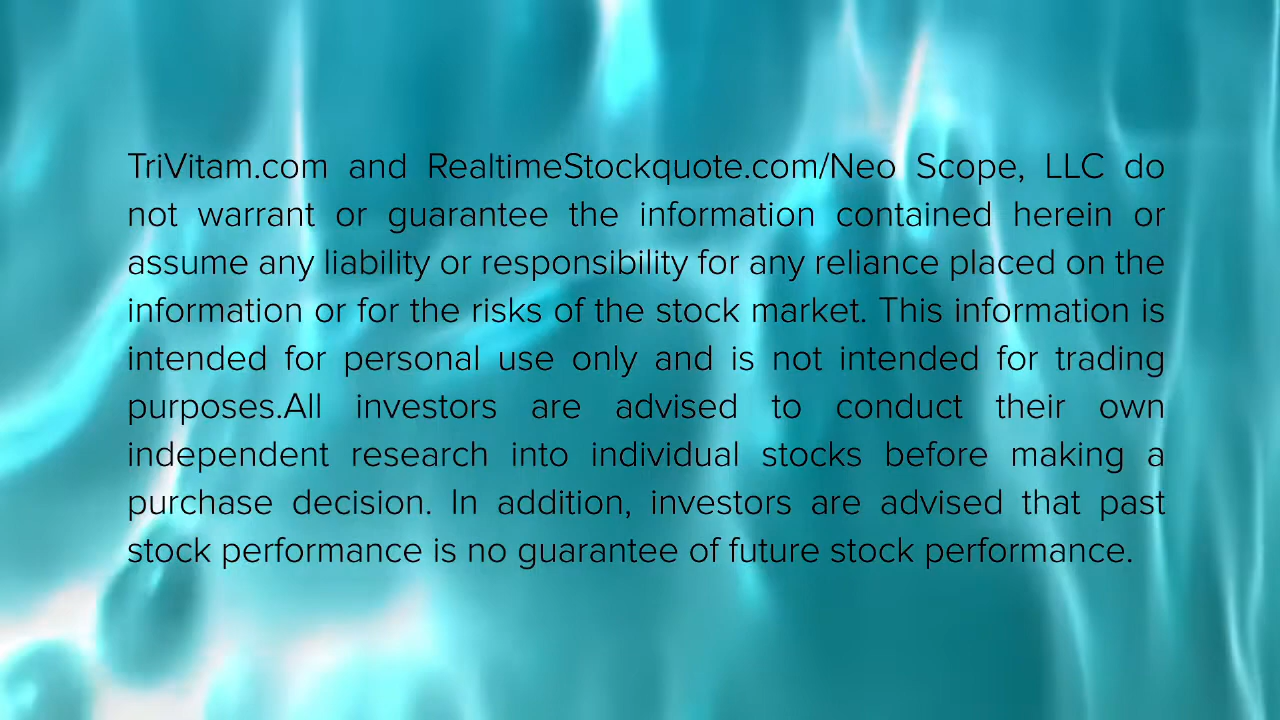 TriVitam.com and RealtimeStockquote.com/Neo Scope, LLC do
not warrant or guarantee the information contained herein or
assume any liability or responsibility for any reliance placed on the
information or for the risks of the stock market. This information is
intended for personal use only and is not intended for trading
purposes.All investors are advised to conduct their own
independent research into individual stocks before making a
purchase decision. In addition, investors are advised that past
stock performance is no guarantee of future stock performance.